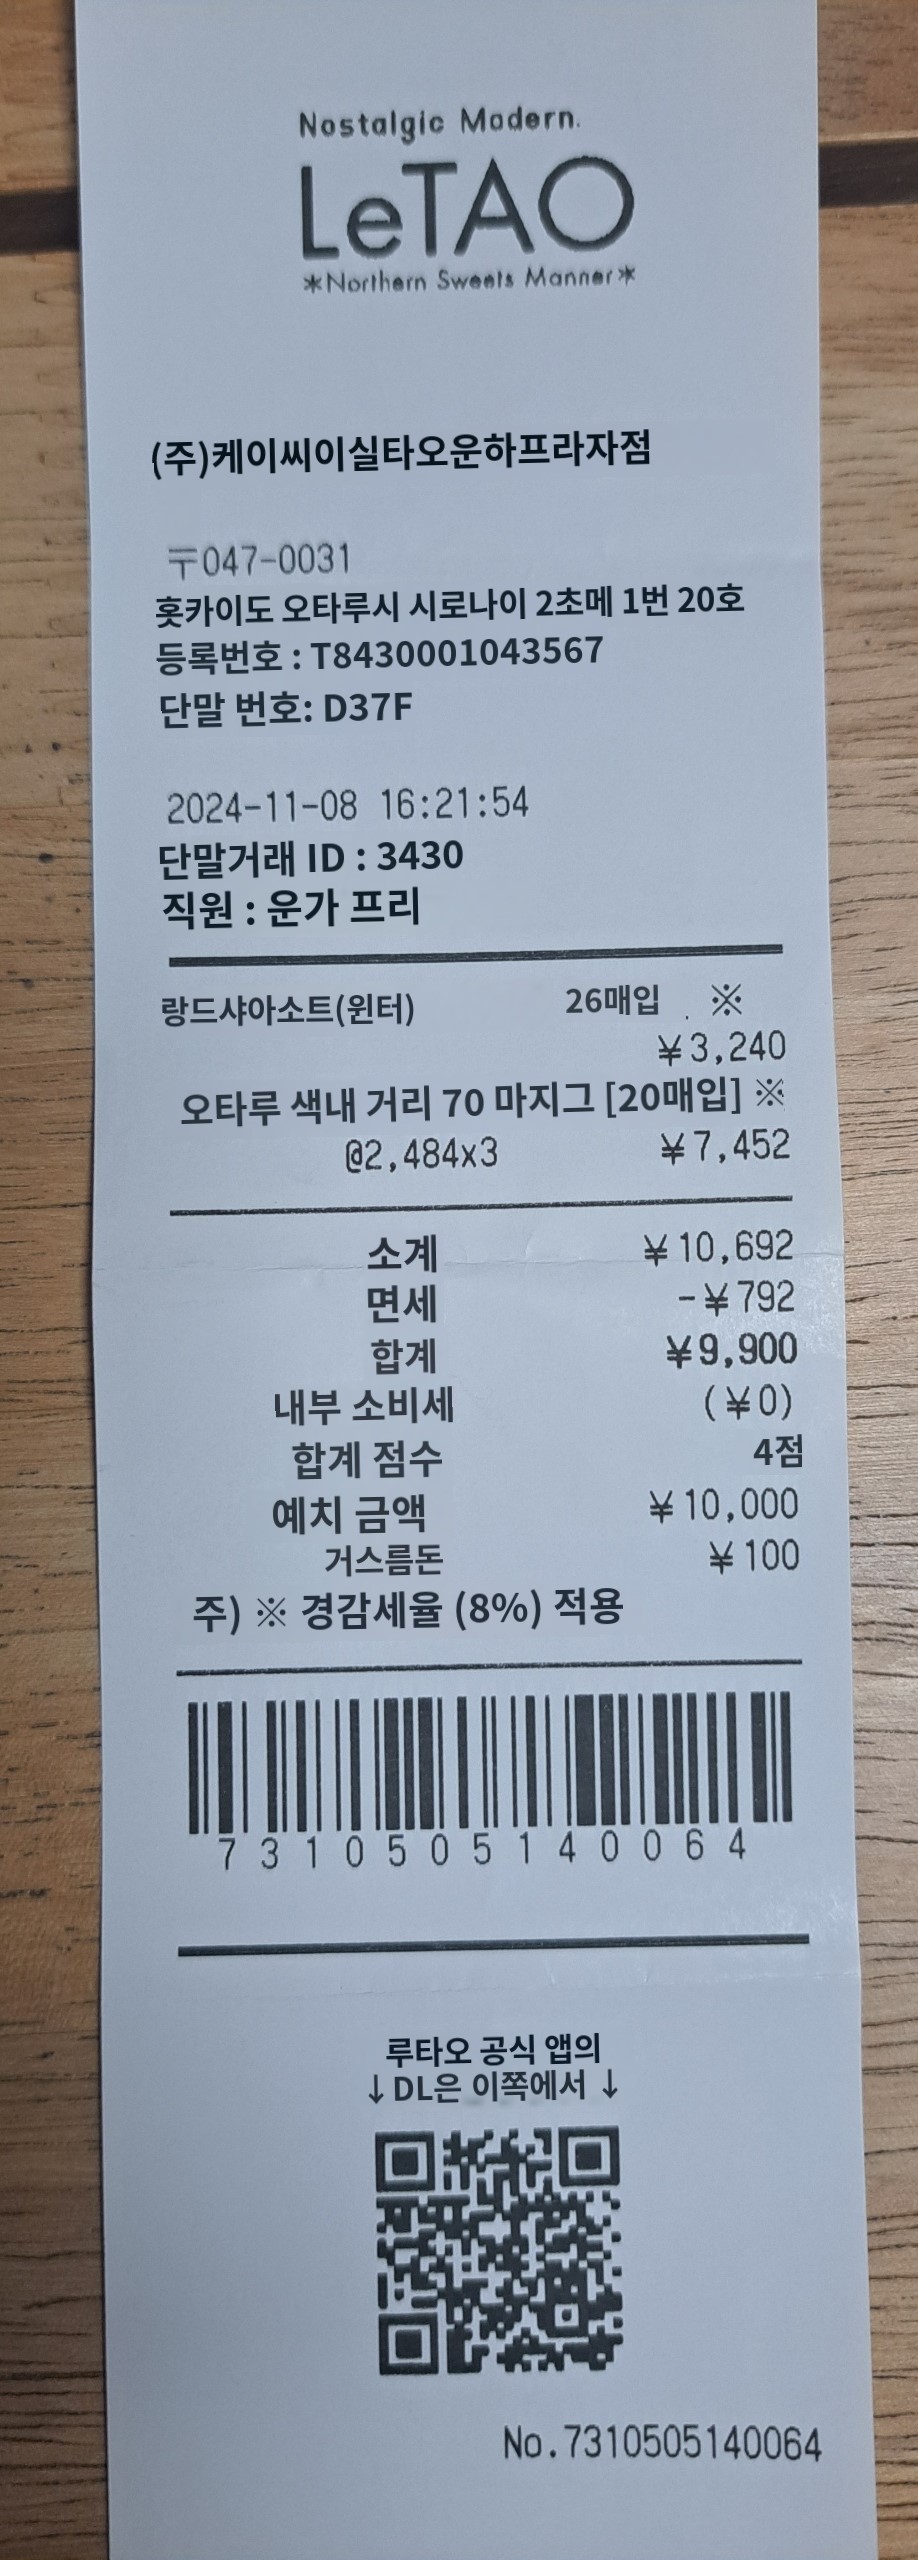 Nostalgic Modern.
LeTAO
*Northern Sweets Manner*
(주)케이씨이실타오운하프라자점
〒047-0031
홋카이도 오타루시 시로나이 2초메 1번 20호
등록번호 : T8430001043567
단말 번호: D37F
2024-11-08 16:21:54
단말거래 ID : 3430
직원 : 운가 프리
랑드샤아소트(윈터) 26매입 ※
¥3,240
오타루 색내 거리 70 마지그 [20매입] ※
@2,484x3 ¥7,452
소계 ¥10,692
면세 -¥792
합계 ¥9,900
내부 소비세 (¥0)
합계 점수 4점
예치 금액 ¥10,000
거스름돈 ¥100
주) ※ 경감세율 (8%) 적용
7310505140064
루타오 공식 앱의
↓DL은 이쪽에서 ↓
No.7310505140064